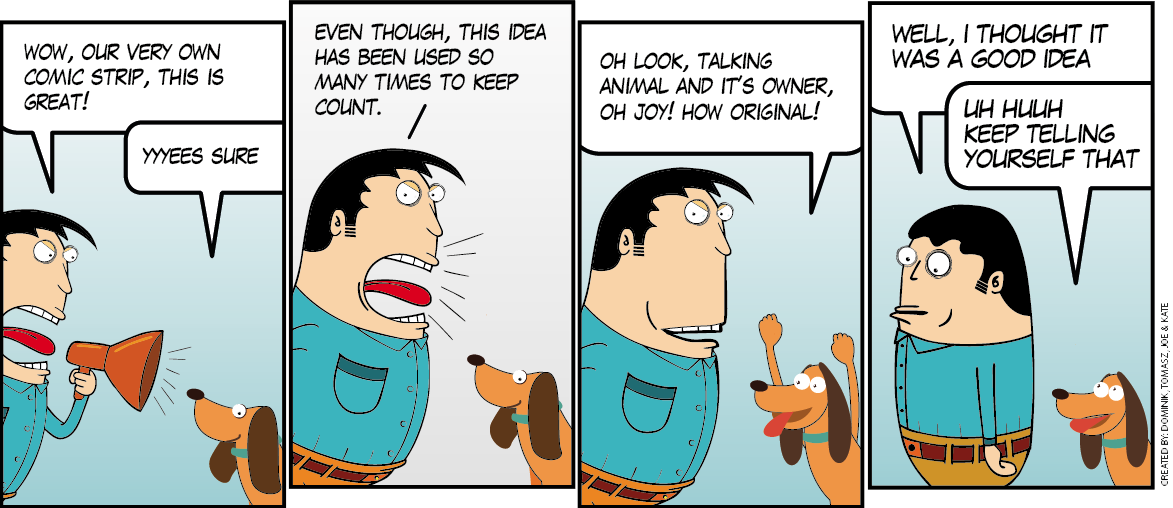 WOW, OUR VERY OWN
COMIC STRIP, THIS IS
GREAT!
YYYEES SURE
EVEN THOUGH, THIS IDEA
HAS BEEN USED SO
MANY TIMES TO KEEP
COUNT.
OH LOOK, TALKING
ANIMAL AND IT'S OWNER,
OH JOY! HOW ORIGINAL!
WELL, I THOUGHT IT
WAS A GOOD IDEA
UH HUUH
KEEP TELLING
YOURSELF THAT
CREATED BY: DOMINIK, TOMASZ, JOE & KATE